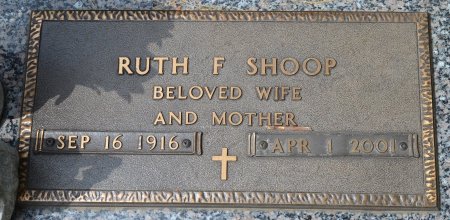 RUTH F SHOOP
BELOVED WIFE
AND MOTHER
SEP 16 1916 APR 1 2001